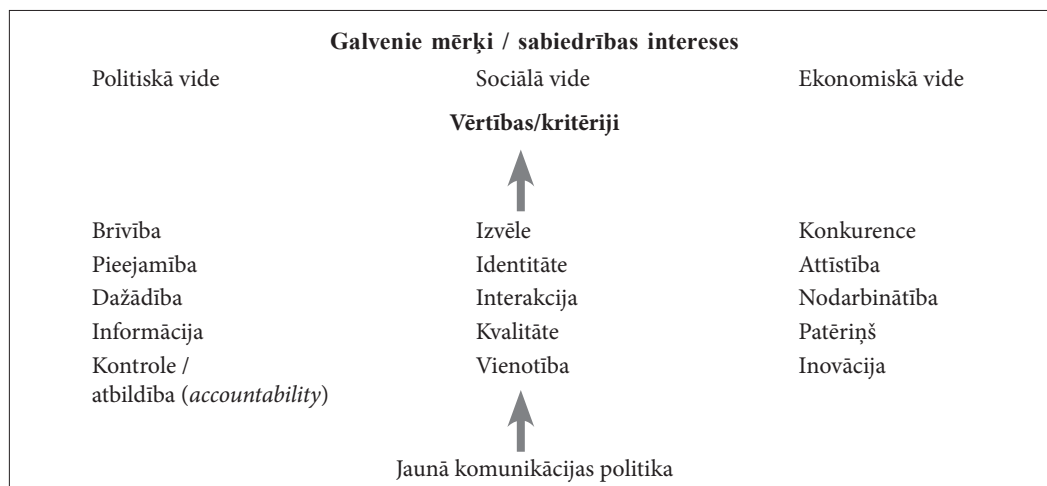 Galvenie mērķi / sabiedrības intereses
Politiskā vide Sociālā vide Ekonomiskā vide
Vērtības/kritēriji
Brīvība Izvēle Konkurence
Pieejamība Identitāte Attīstība
Dažādība Interakcija Nodarbinātība
Informācija Kvalitāte Patēriņš
Kontrole / Vienotība Inovācija
atbildība (accountability)
Jaunā komunikācijas politika